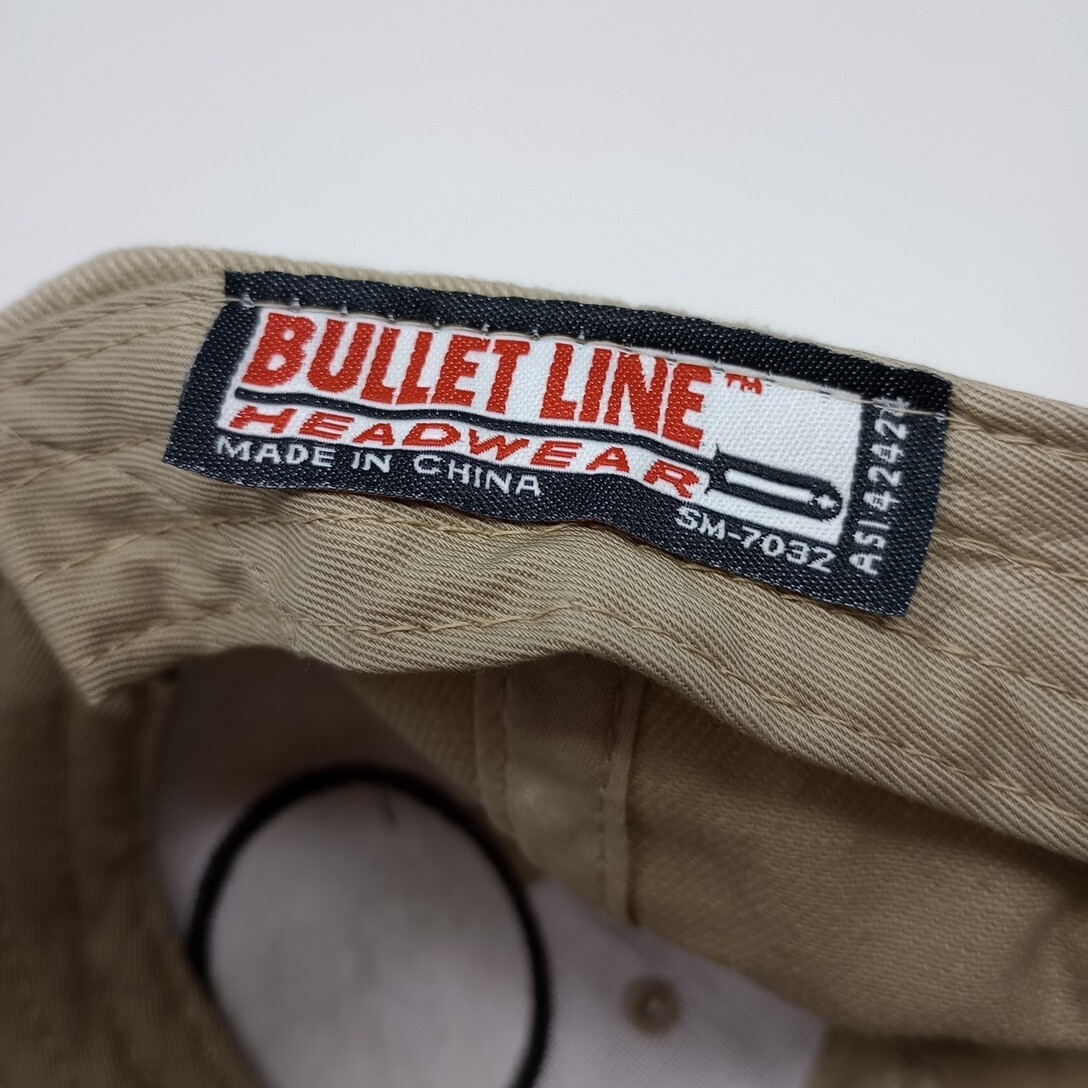 BULLET LINE™
HEADWEAR
MADE IN CHINA
SM-7032
ASI 42424